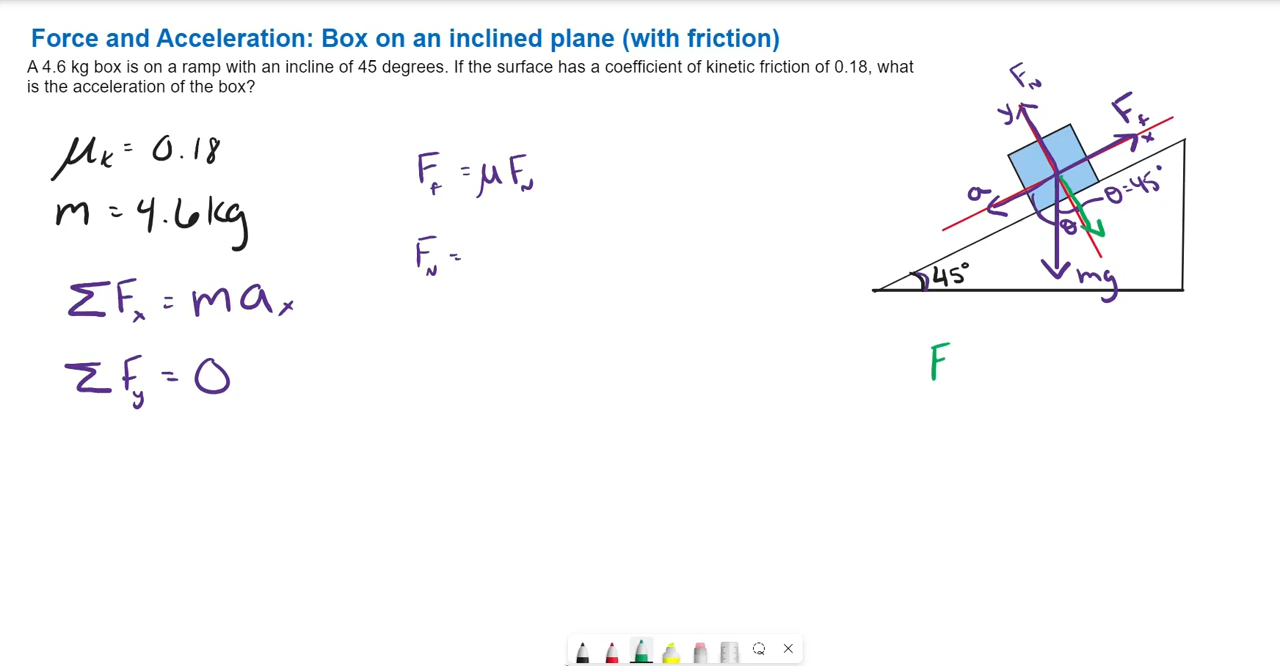 Force and Acceleration: Box on an inclined plane (with friction)
A 4.6 kg box is on a ramp with an incline of 45 degrees. If the surface has a coefficient of kinetic friction of 0.18, what
is the acceleration of the box?
μk = 0.18
m = 4.6 kg
ΣFx = max
ΣFy = 0
Ff = μFN
FN =
FN
y
Ff
x
a
θ=45°
θ
mg
45°
F